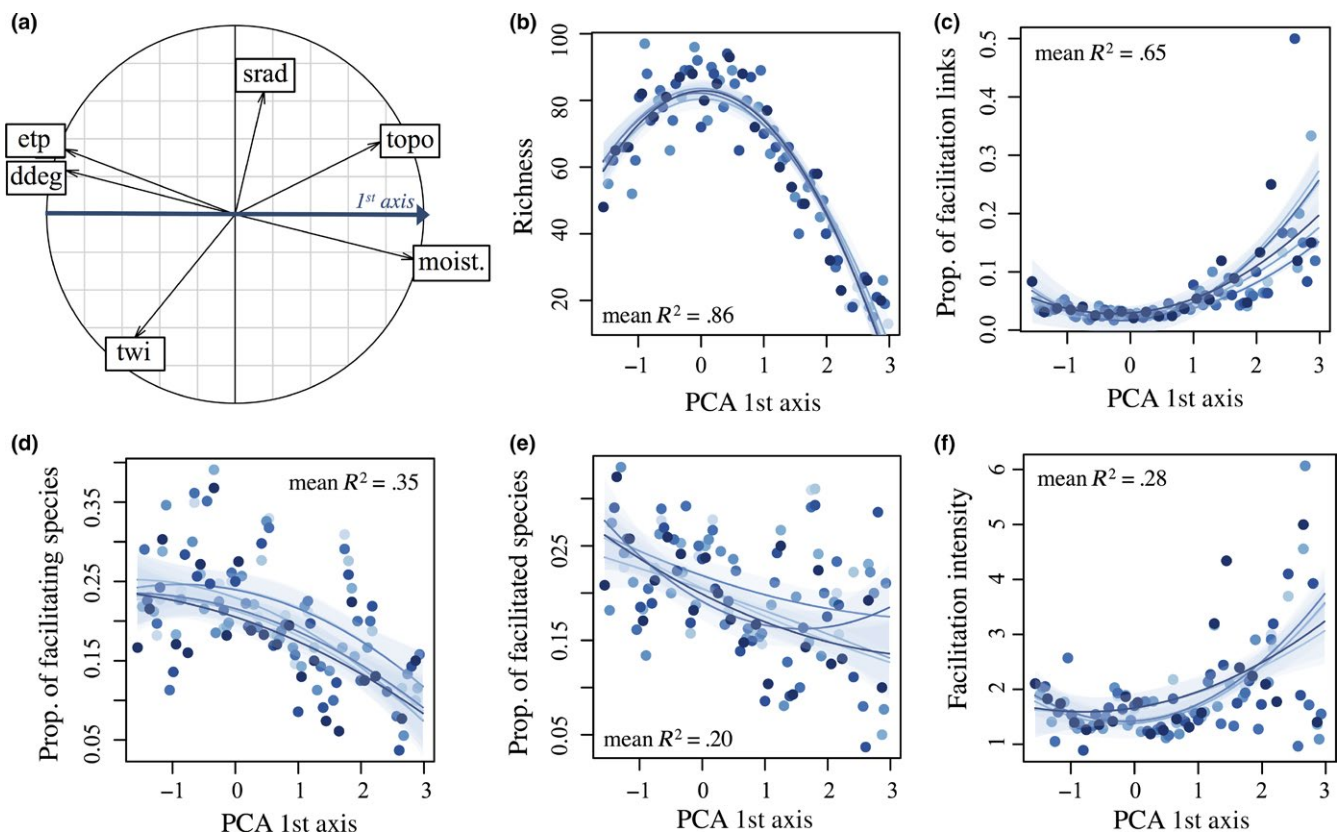 (a)
srad
etp
topo
ddeg
1st axis
moist.
twi
(b)
Richness
100
80
60
40
20
mean R² = .86
−1 0 1 2 3
PCA 1st axis
(c)
Prop. of facilitation links
0.5
0.4
0.3
0.2
0.1
0.0
mean R² = .65
−1 0 1 2 3
PCA 1st axis
(d)
Prop. of facilitating species
0.35
0.25
0.15
0.05
mean R² = .35
−1 0 1 2 3
PCA 1st axis
(e)
Prop. of facilitated species
0.25
0.15
0.05
mean R² = .20
−1 0 1 2 3
PCA 1st axis
(f)
Facilitation intensity
6
5
4
3
2
1
mean R² = .28
−1 0 1 2 3
PCA 1st axis